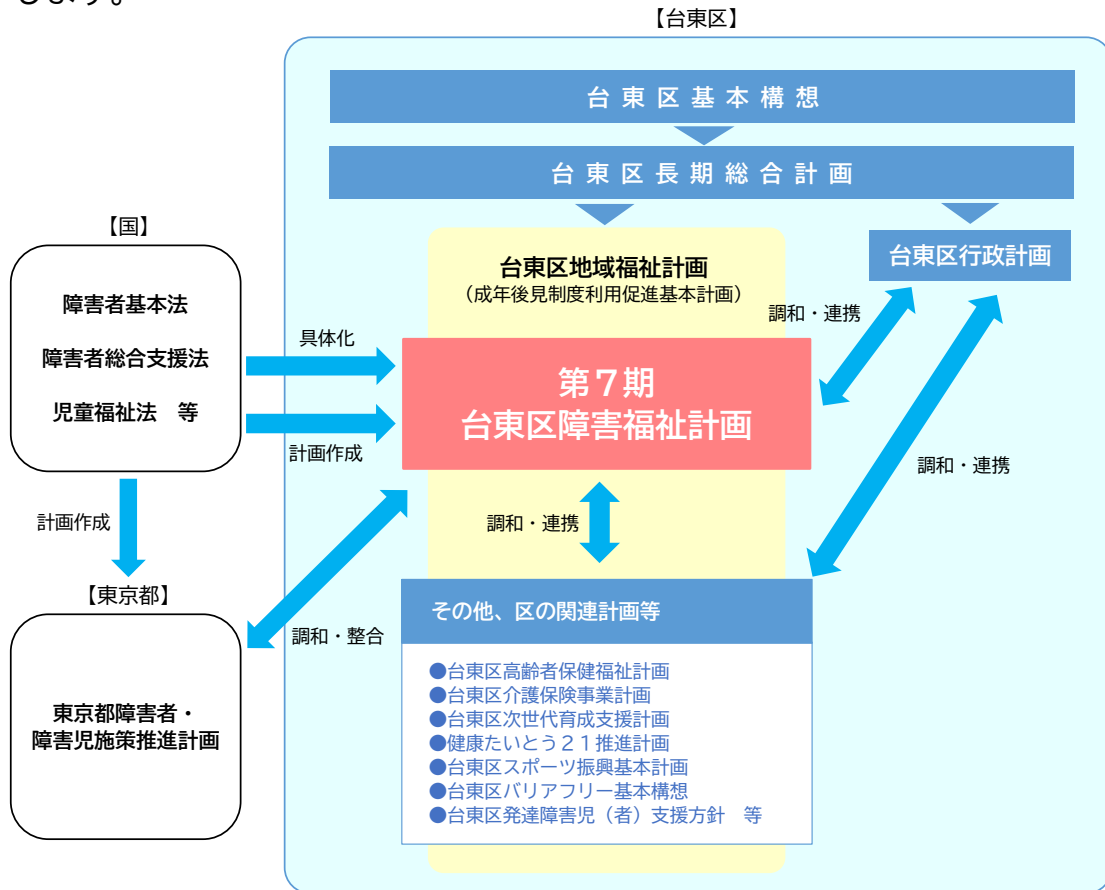 します。
【台東区】
台東区基本構想
台東区長期総合計画
【国】
障害者基本法
障害者総合支援法
児童福祉法　等
台東区地域福祉計画
（成年後見制度利用促進基本計画）
台東区行政計画
調和・連携
具体化
第７期
台東区障害福祉計画
計画作成
調和・連携
計画作成
調和・連携
【東京都】
東京都障害者・
障害児施策推進計画
調和・整合
その他、区の関連計画等
●台東区高齢者保健福祉計画
●台東区介護保険事業計画
●台東区次世代育成支援計画
●健康たいとう２１推進計画
●台東区スポーツ振興基本計画
●台東区バリアフリー基本構想
●台東区発達障害児（者）支援方針　等